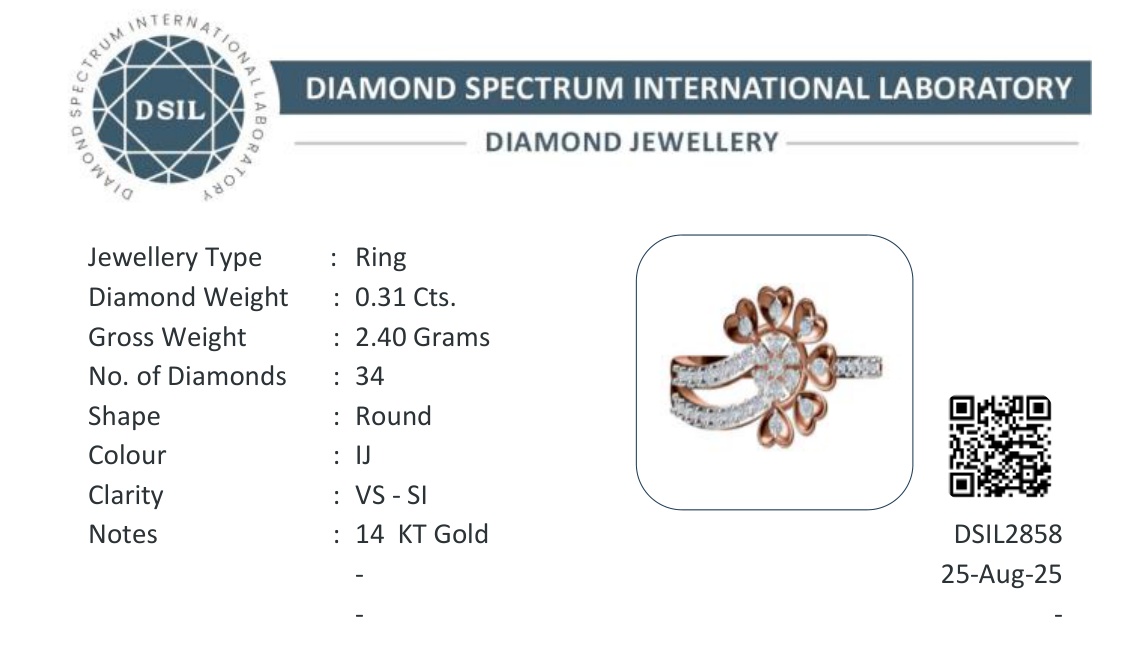 DIAMOND SPECTRUM INTERNATIONAL LABORATORY
DSIL
DIAMOND SPECTRUM INTERNATIONAL LABORATORY
DIAMOND JEWELLERY
Jewellery Type : Ring
Diamond Weight : 0.31 Cts.
Gross Weight : 2.40 Grams
No. of Diamonds : 34
Shape : Round
Colour : IJ
Clarity : VS - SI
Notes : 14 KT Gold
-
-
DSIL2858
25-Aug-25
-